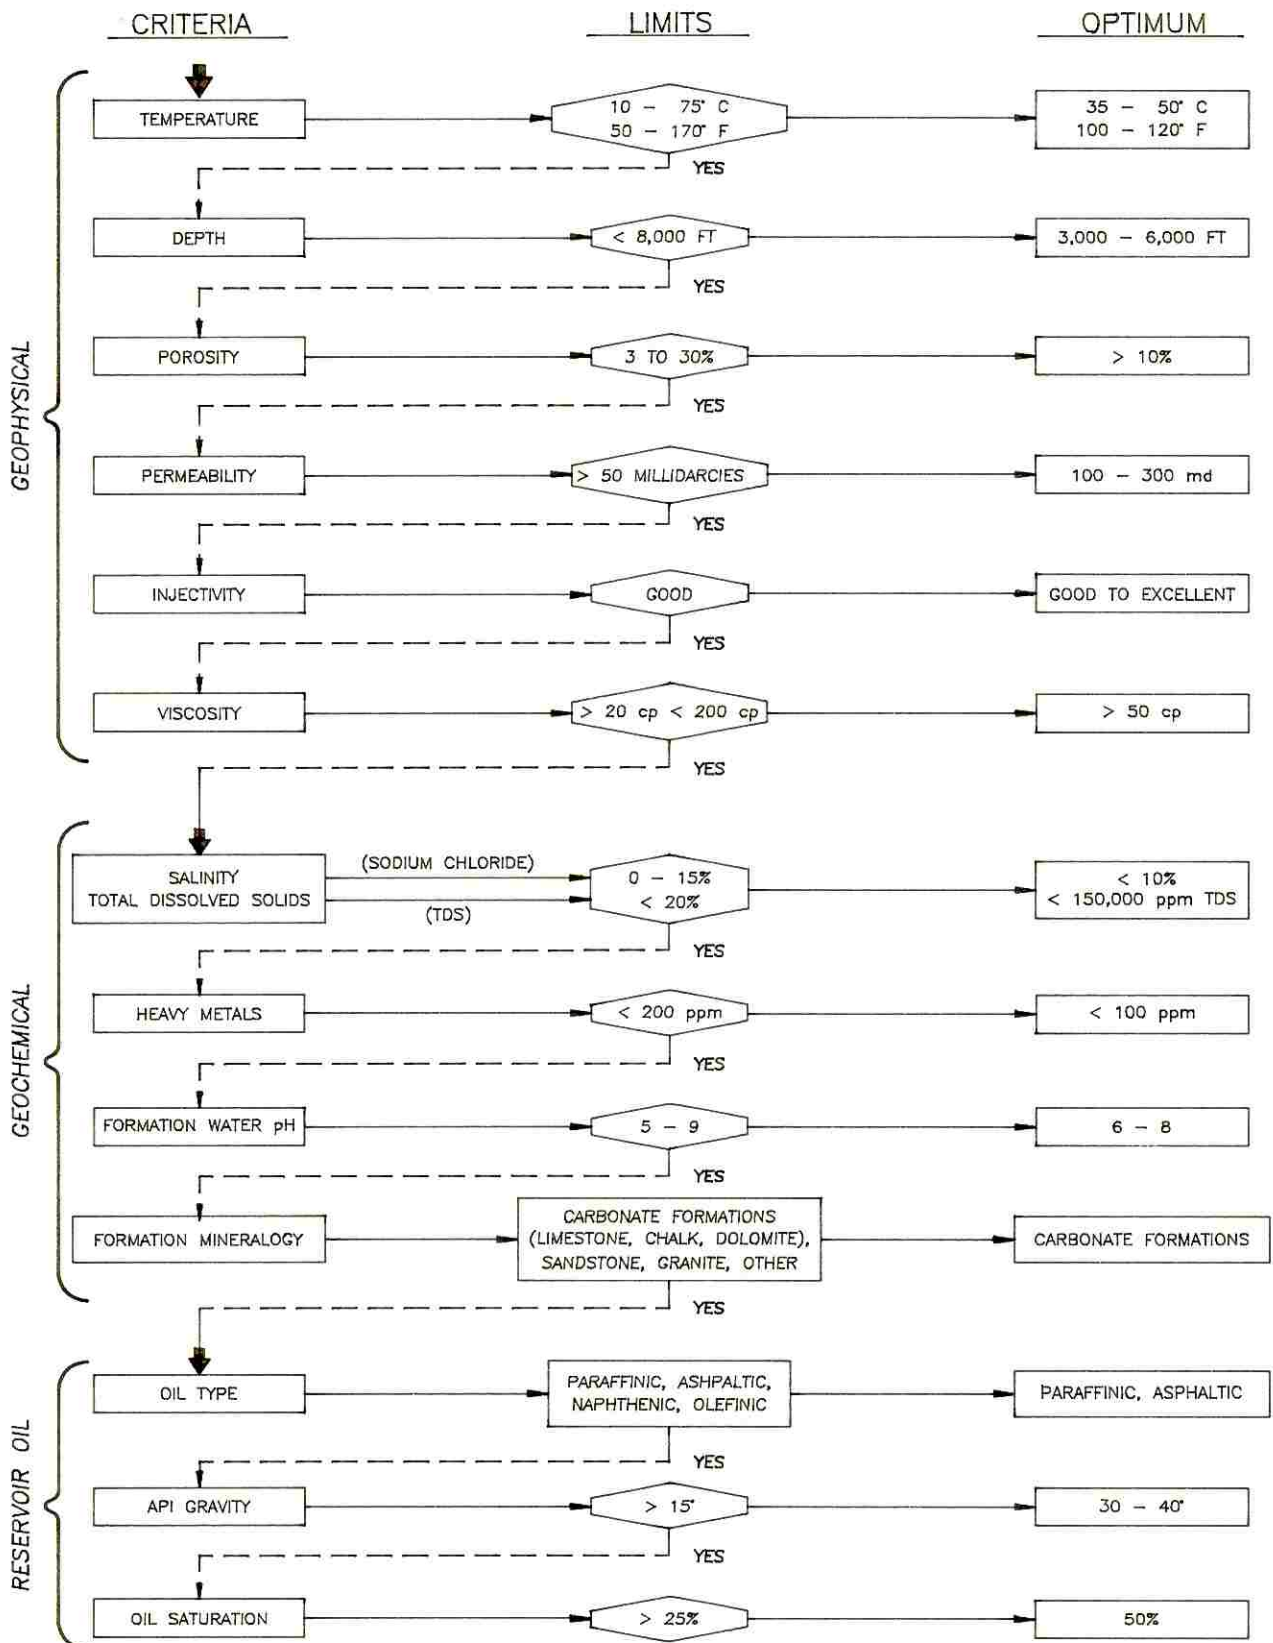 CRITERIA LIMITS OPTIMUM
GEOPHYSICAL
TEMPERATURE
10 - 75° C
50 - 170° F
35 - 50° C
100 - 120° F
YES
DEPTH
< 8,000 FT
3,000 - 6,000 FT
YES
POROSITY
3 TO 30%
> 10%
YES
PERMEABILITY
> 50 MILLIDARCIES
100 - 300 md
YES
INJECTIVITY
GOOD
GOOD TO EXCELLENT
YES
VISCOSITY
> 20 cp < 200 cp
> 50 cp
YES
GEOCHEMICAL
SALINITY
TOTAL DISSOLVED SOLIDS
(SODIUM CHLORIDE)
(TDS)
0 - 15%
< 20%
< 10%
< 150,000 ppm TDS
YES
HEAVY METALS
< 200 ppm
< 100 ppm
YES
FORMATION WATER pH
5 - 9
6 - 8
YES
FORMATION MINERALOGY
CARBONATE FORMATIONS
(LIMESTONE, CHALK, DOLOMITE),
SANDSTONE, GRANITE, OTHER
CARBONATE FORMATIONS
YES
RESERVOIR OIL
OIL TYPE
PARAFFINIC, ASHPALTIC,
NAPHTHENIC, OLEFINIC
PARAFFINIC, ASPHALTIC
YES
API GRAVITY
> 15°
30 - 40°
YES
OIL SATURATION
> 25%
50%